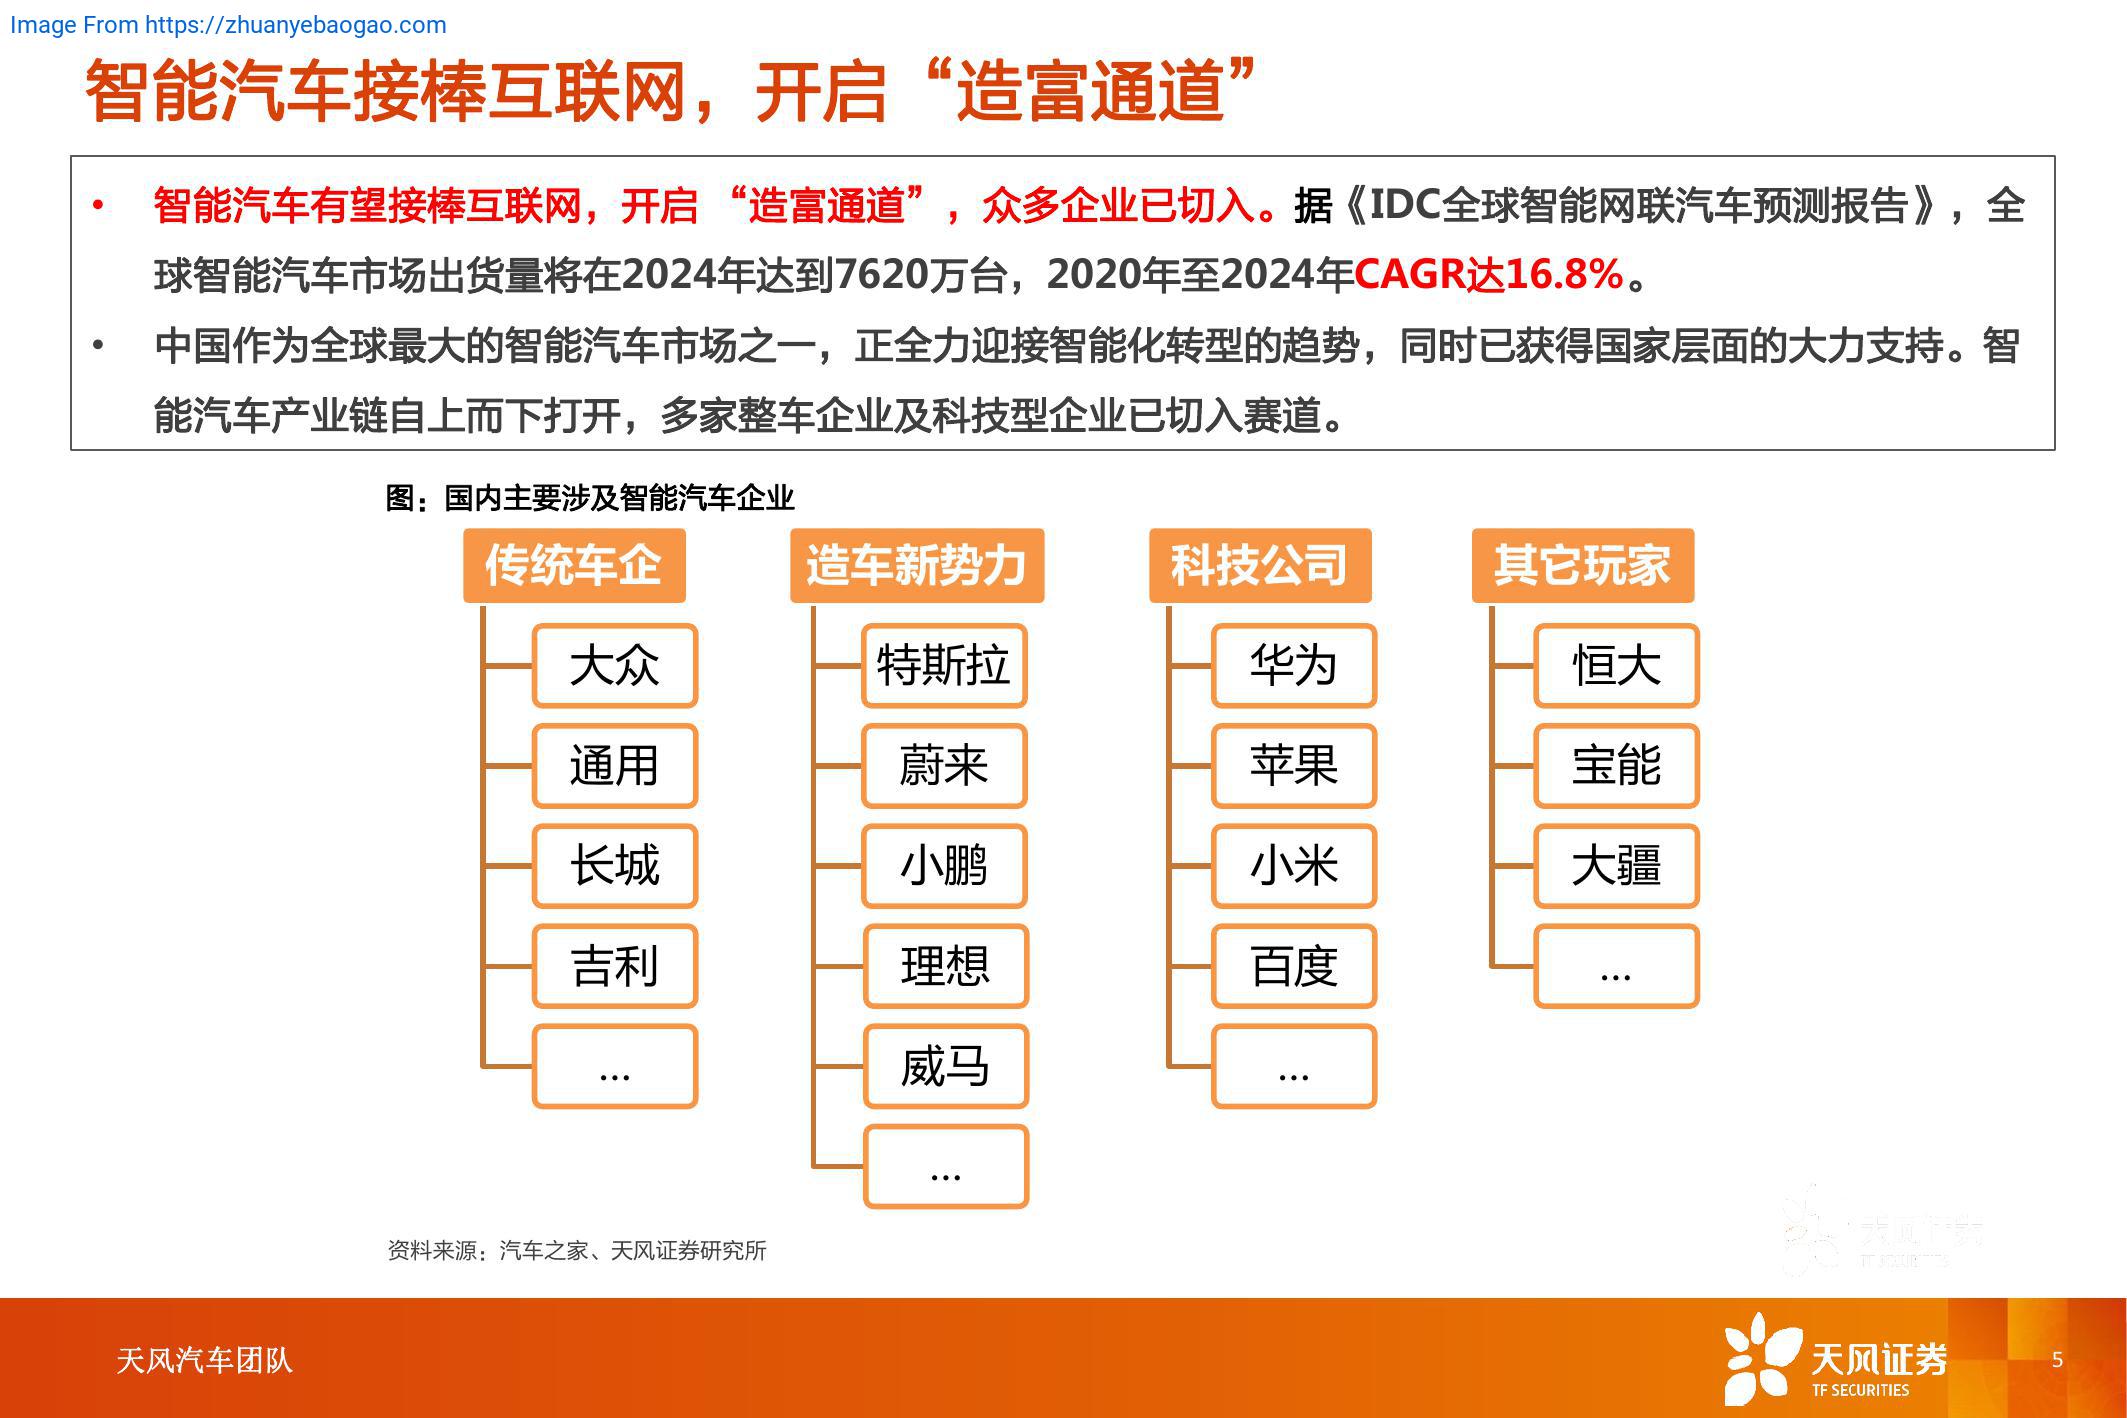 Image From https://zhuanyebaogao.com
智能汽车接棒互联网，开启“造富通道”
• 智能汽车有望接棒互联网，开启“造富通道”，众多企业已切入。据《IDC全球智能网联汽车预测报告》，全
球智能汽车市场出货量将在2024年达到7620万台，2020年至2024年CAGR达16.8%。
• 中国作为全球最大的智能汽车市场之一，正全力迎接智能化转型的趋势，同时已获得国家层面的大力支持。智
能汽车产业链自上而下打开，多家整车企业及科技型企业已切入赛道。
图：国内主要涉及智能汽车企业
传统车企
大众
通用
长城
吉利
...
造车新势力
特斯拉
蔚来
小鹏
理想
威马
...
科技公司
华为
苹果
小米
百度
...
其它玩家
恒大
宝能
大疆
...
资料来源：汽车之家、天风证券研究所
天风证券
TF SECURITIES
天风汽车团队
天风证券
TF SECURITIES
5